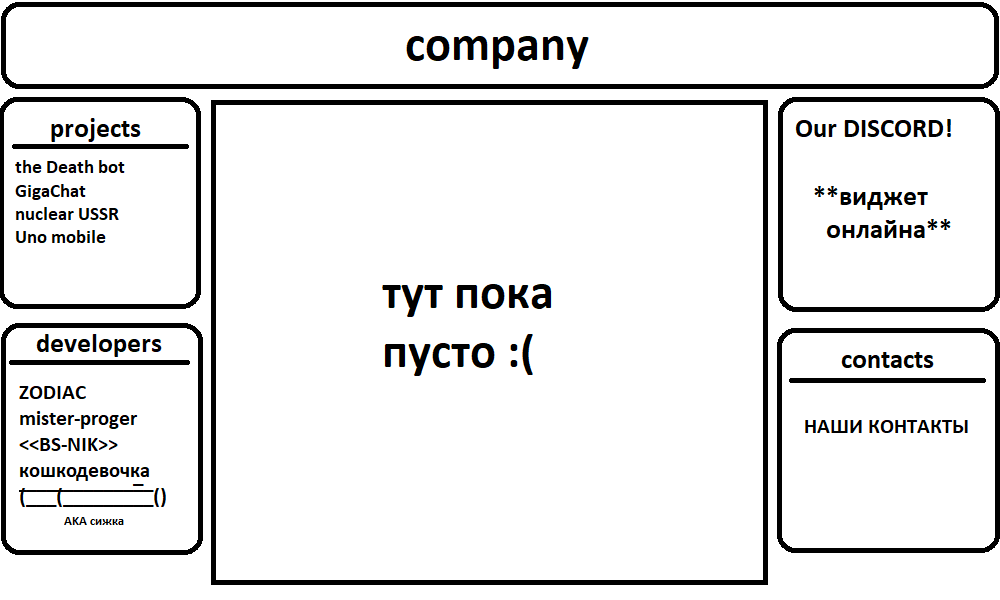 company
projects
the Death bot
GigaChat
nuclear USSR
Uno mobile
developers
ZODIAC
mister-proger
<<BS-NIK>>
кошкодевочка
(___(_________()
AKA сижка
тут пока
пусто :(
Our DISCORD!
**виджет
онлайна**
contacts
НАШИ КОНТАКТЫ